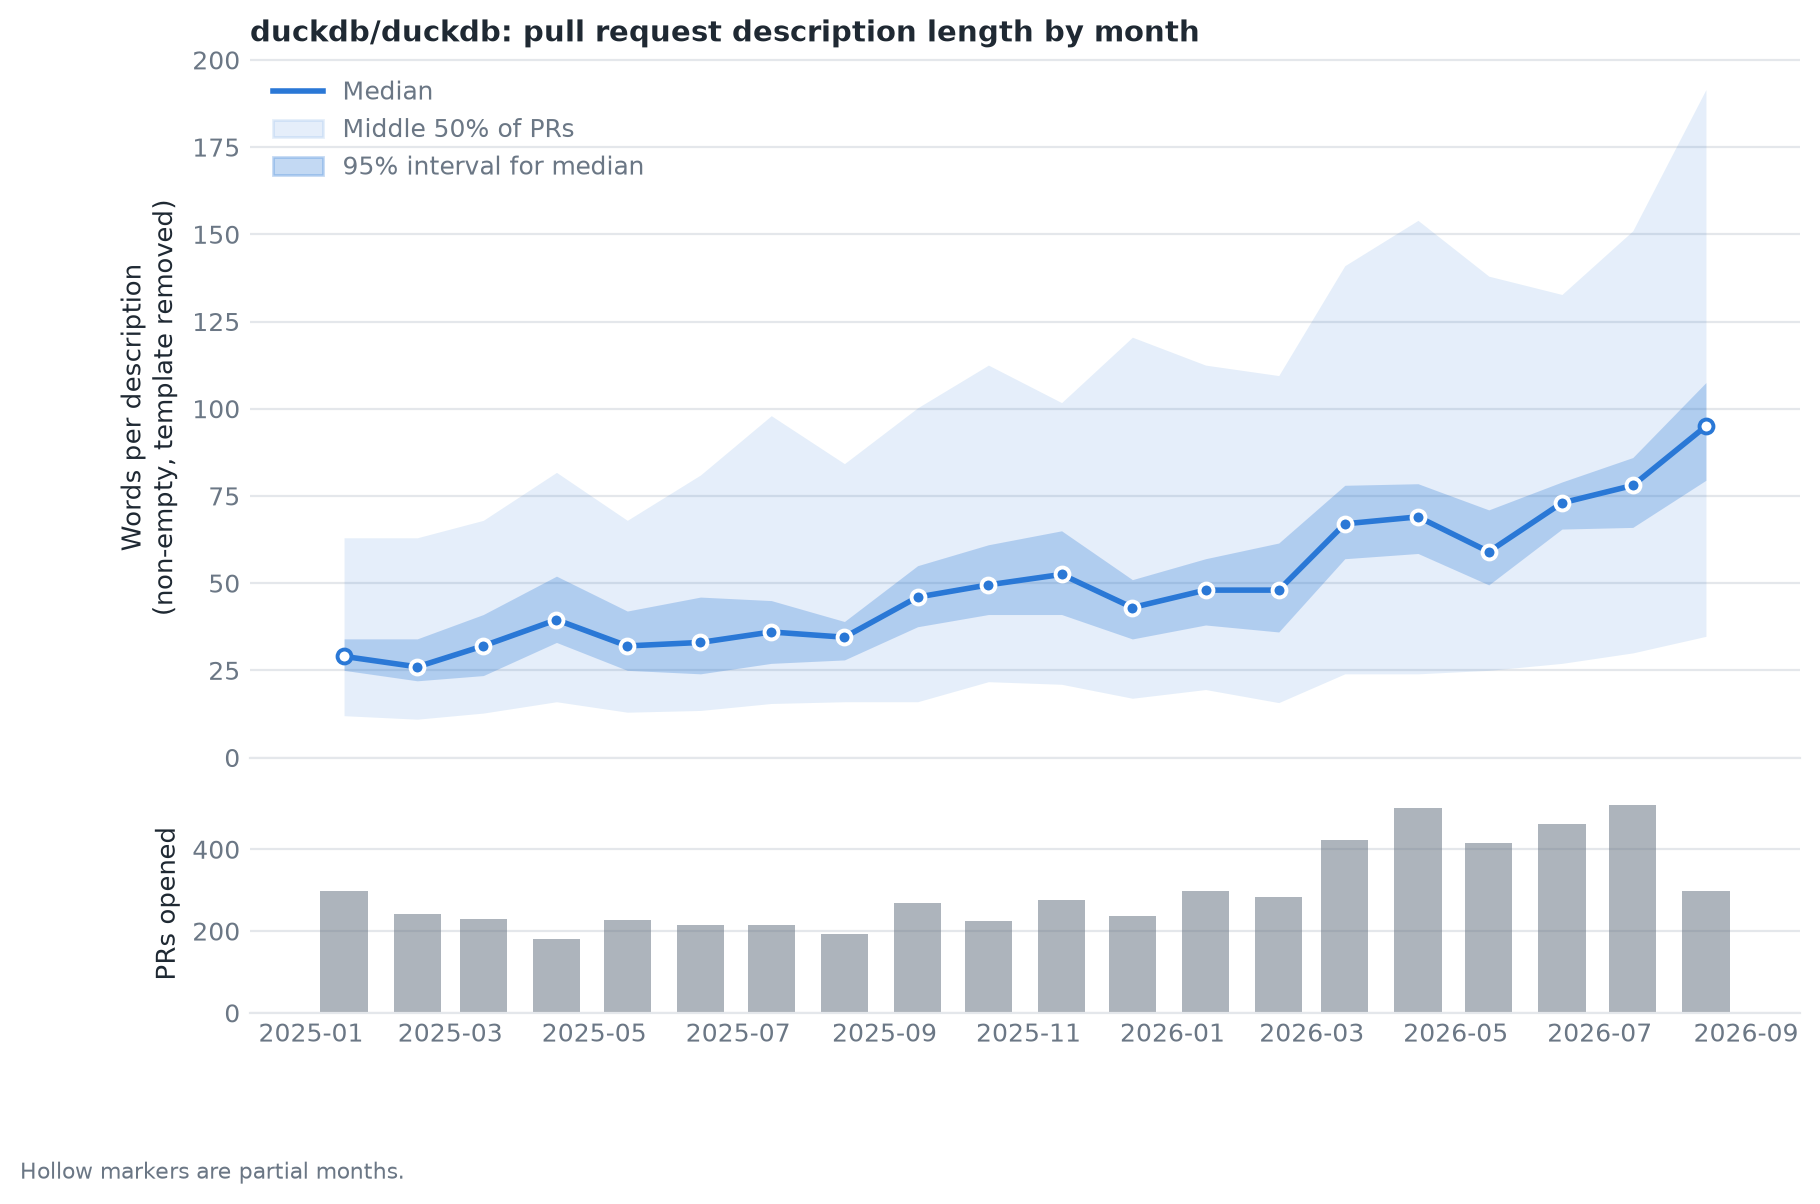 duckdb/duckdb: pull request description length by month
200
175
150
125
100
75
50
25
0
Words per description
(non-empty, template removed)
Median
Middle 50% of PRs
95% interval for median
PRs opened
400
200
0
2025-01
2025-03
2025-05
2025-07
2025-09
2025-11
2026-01
2026-03
2026-05
2026-07
2026-09
Hollow markers are partial months.